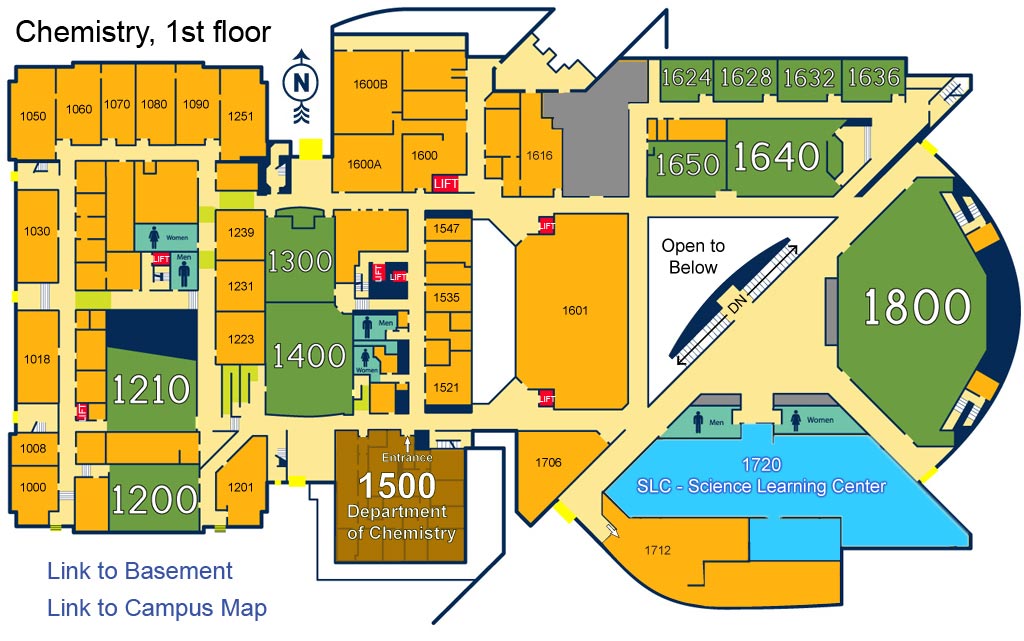 Chemistry, 1st floor
N
1050
1060
1070
1080
1090
1251
1600B
1600A
1600
LIFT
1616
1624
1628
1632
1636
1650
1640
1030
Women
Men
LIFT
1239
1231
1223
1300
1400
LIFT
LIFT
Men
Women
1547
1535
1521
LIFT
1601
LIFT
Open to
Below
DN
1800
1018
1210
LIFT
1008
1000
1200
1201
Entrance
1500
Department
of Chemistry
1706
Men
Women
1720
SLC - Science Learning Center
1712
Link to Basement
Link to Campus Map